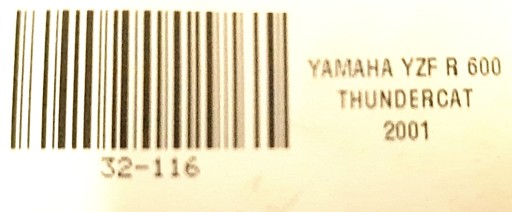 32-116
YAMAHA YZF R 600
THUNDERCAT
2001